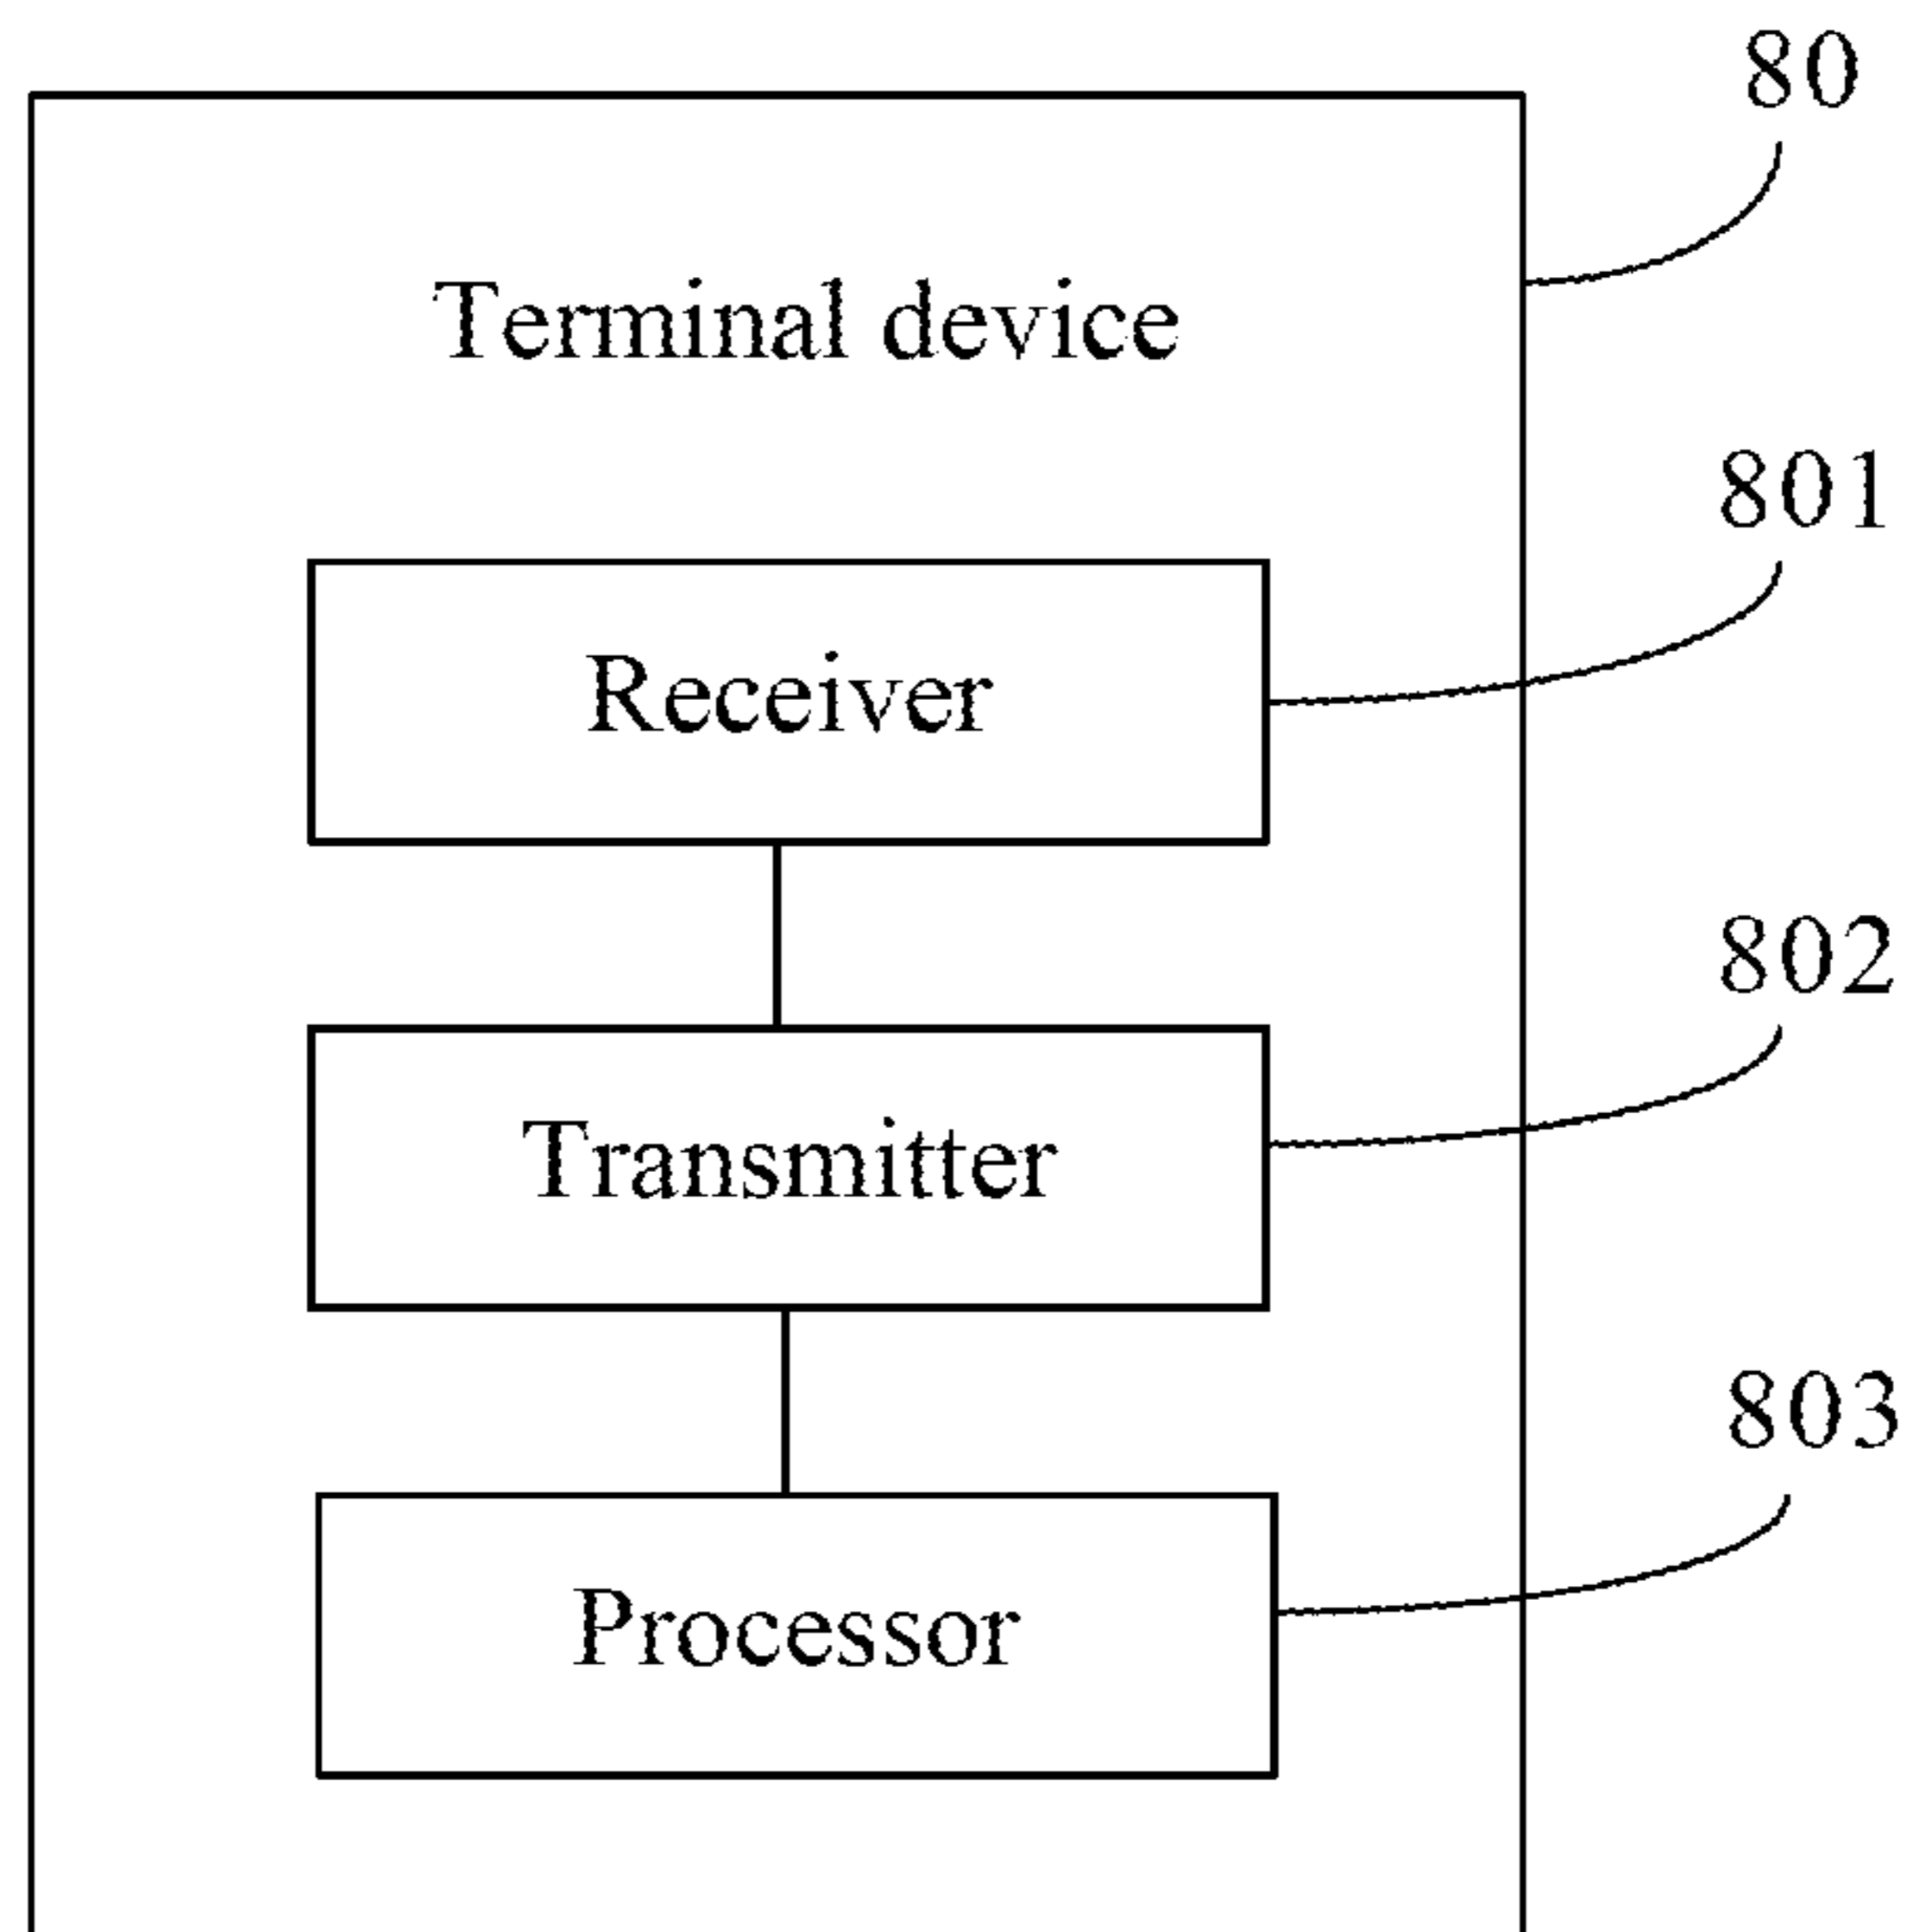 80
Terminal device
801
Receiver
802
Transmitter
803
Processor